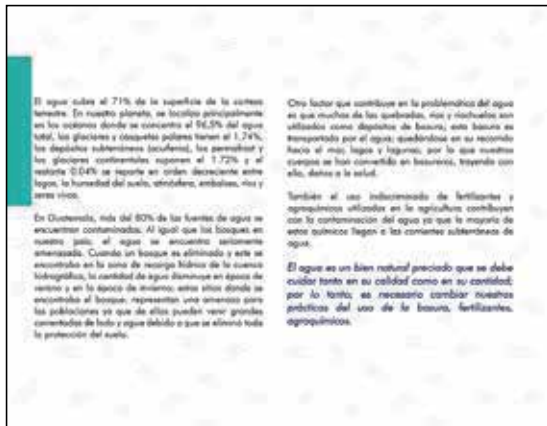 El agua cubre el 71% de la superficie de la corteza
terrestre. En nuestro planeta, se localiza principalmente
en los océanos donde se concentra el 96.5% del agua
total, los glaciares y casquetes polares tienen el 1.74%,
los depósitos subterráneos (acuíferos), los permafrost y
los glaciares continentales suponen el 1.72% y el
restante 0.04% se reparte en orden decreciente entre
lagos, la humedad del suelo, atmósfera, embalses, ríos y
seres vivos.
En Guatemala, más del 80% de las fuentes de agua se
encuentran contaminadas. Al igual que los bosques en
nuestro país, el agua se encuentra seriamente
amenazada. Cuando un bosque es eliminado y este se
encontraba en la zona de recarga hídrica de la cuenca
hidrográfica, la cantidad de agua disminuye en época de
verano y en la época de invierno; estos sitios donde se
encontraba el bosque, representan una amenaza para
las poblaciones ya que de ellos pueden venir grandes
correntadas de lodo y agua debido a que se eliminó toda
la protección del suelo.
Otro factor que contribuye en la problemática del agua
es que muchas de las quebradas, ríos y riachuelos son
utilizados como depósitos de basura, esta basura es
transportada por el agua; quedándose en su recorrido
hacia el mar, lagos y lagunas, por lo que nuestros
cuerpos se han convertido en basureros, trayendo con
ello, daños a la salud.
También el uso indiscriminado de fertilizantes y
agroquímicos utilizados en la agricultura contribuyen
con la contaminación del agua ya que la mayoría de
estos químicos llegan a las corrientes subterráneas de
agua.
El agua es un bien natural preciado que se debe
cuidar tanto en su calidad como en su cantidad;
por lo tanto, es necesario cambiar nuestras
prácticas del uso de la basura, fertilizantes,
agroquímicos.